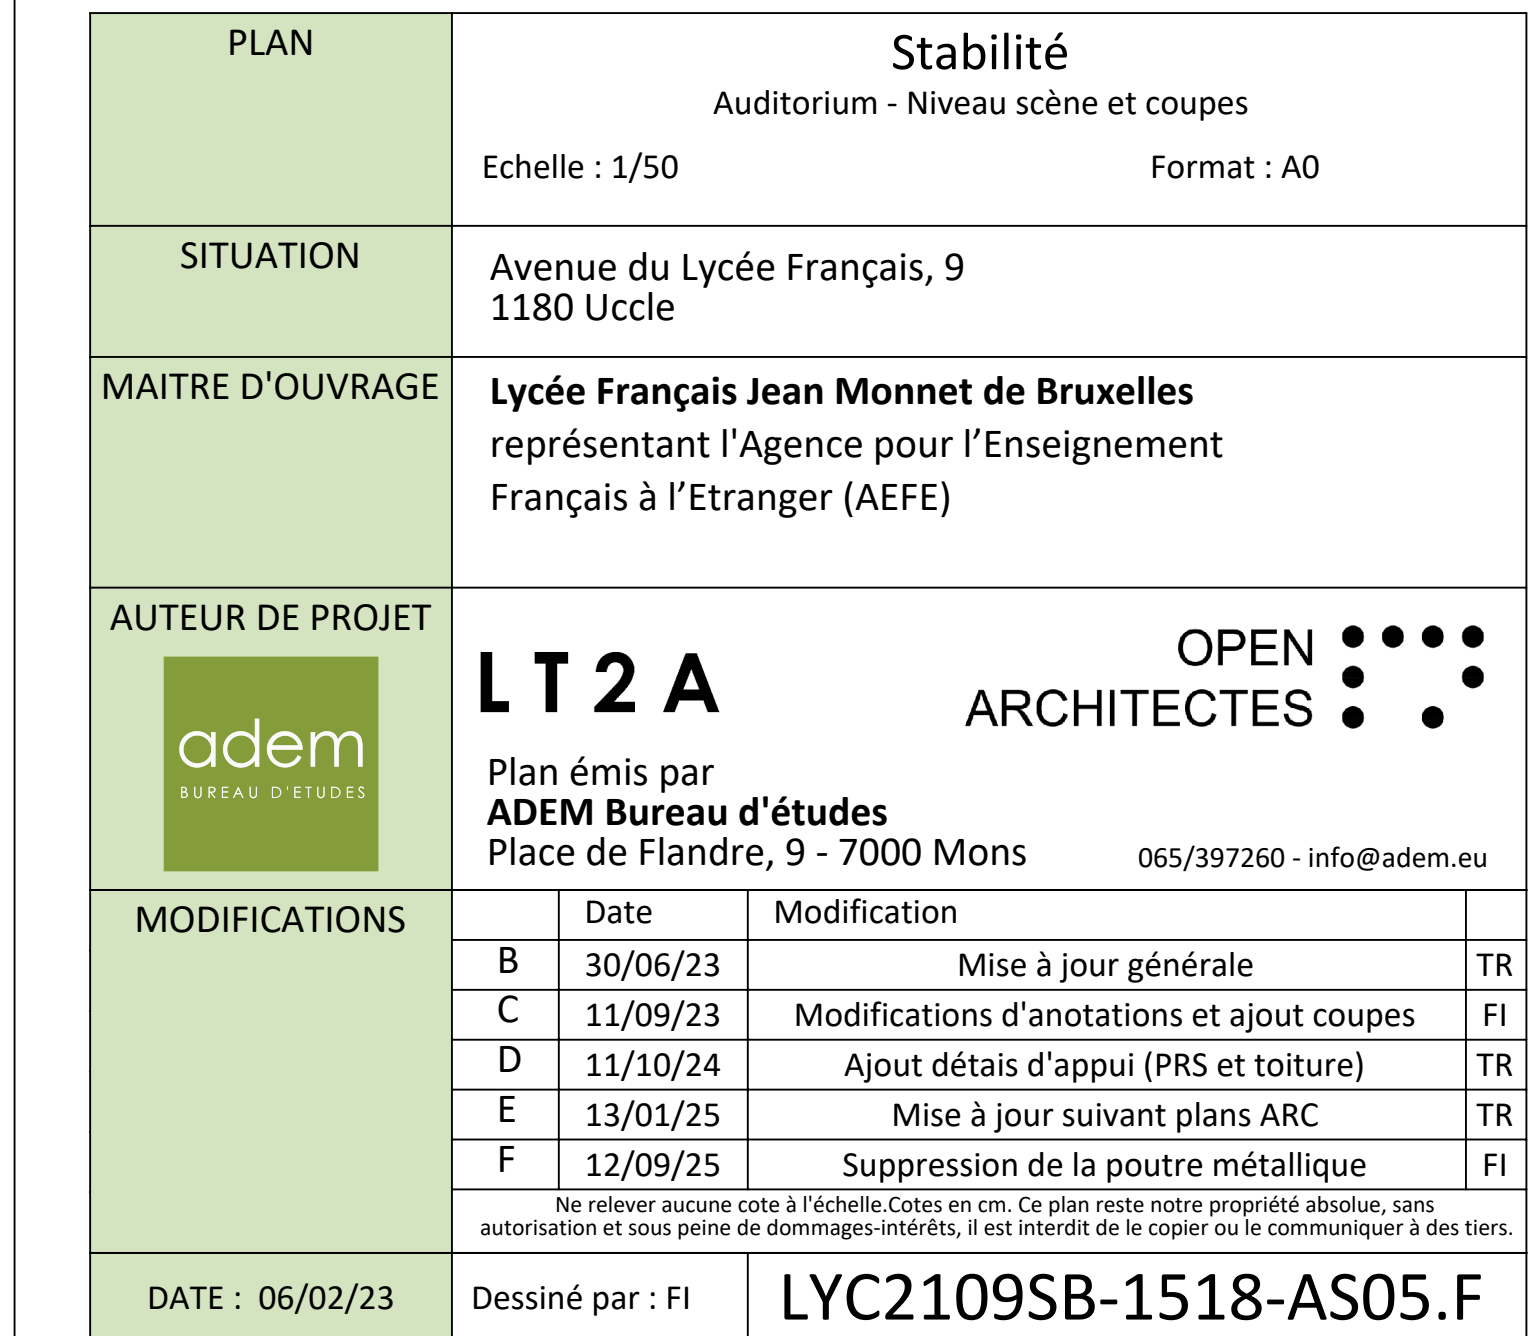 PLAN
Stabilité
Auditorium - Niveau scène et coupes
Echelle : 1/50 Format : A0
SITUATION
Avenue du Lycée Français, 9
1180 Uccle
MAITRE D'OUVRAGE
Lycée Français Jean Monnet de Bruxelles
représentant l'Agence pour l’Enseignement
Français à l’Etranger (AEFE)
AUTEUR DE PROJET
adem
BUREAU D'ETUDES
LT2A
OPEN
ARCHITECTES
Plan émis par
ADEM Bureau d'études
Place de Flandre, 9 - 7000 Mons 065/397260 - info@adem.eu
MODIFICATIONS
Date Modification
B 30/06/23 Mise à jour générale TR
C 11/09/23 Modifications d'anotations et ajout coupes FI
D 11/10/24 Ajout détais d'appui (PRS et toiture) TR
E 13/01/25 Mise à jour suivant plans ARC TR
F 12/09/25 Suppression de la poutre métallique FI
Ne relever aucune cote à l'échelle.Cotes en cm. Ce plan reste notre propriété absolue, sans
autorisation et sous peine de dommages-intérêts, il est interdit de le copier ou le communiquer à des tiers.
DATE : 06/02/23 Dessiné par : FI LYC2109SB-1518-AS05.F